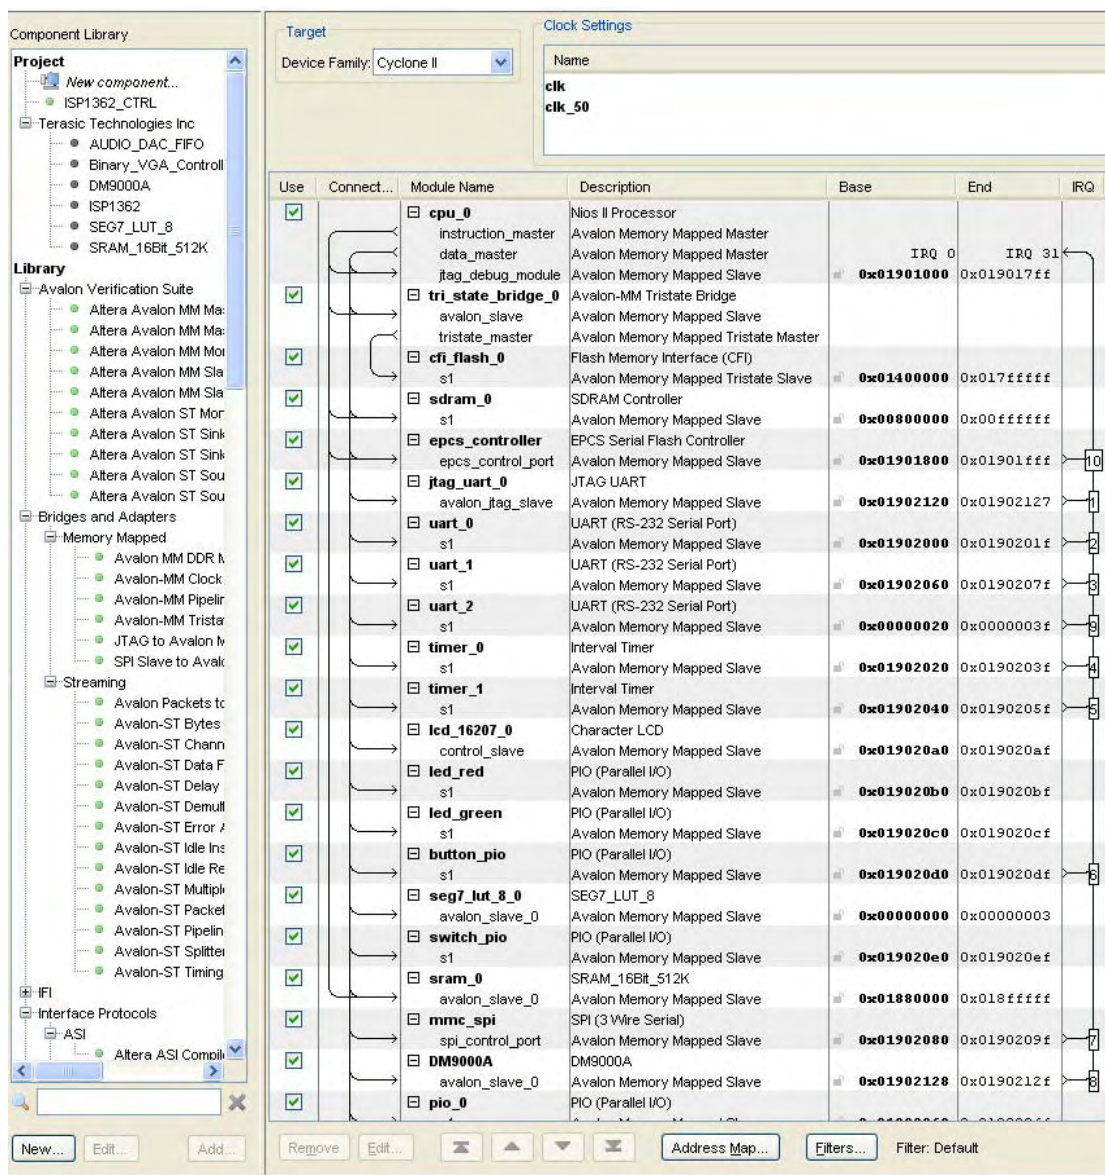 Component Library
Project
New component...
ISP1362_CTRL
Terasic Technologies Inc
AUDIO_DAC_FIFO
Binary_VGA_Controll
DM9000A
ISP1362
SEG7_LUT_8
SRAM_16Bit_512K
Library
Avalon Verification Suite
Altera Avalon MM Ma
Altera Avalon MM Ma
Altera Avalon MM Mor
Altera Avalon MM Sla
Altera Avalon MM Sla
Altera Avalon ST Mor
Altera Avalon ST Sink
Altera Avalon ST Sink
Altera Avalon ST Sou
Altera Avalon ST Sou
Bridges and Adapters
Memory Mapped
Avalon MM DDR M
Avalon-MM Clock
Avalon-MM Pipelin
Avalon-MM Trista
JTAG to Avalon M
SPI Slave to Avalo
Streaming
Avalon Packets to
Avalon-ST Bytes
Avalon-ST Chann
Avalon-ST Data F
Avalon-ST Delay
Avalon-ST Demult
Avalon-ST Error A
Avalon-ST Idle Ins
Avalon-ST Idle Re
Avalon-ST Multiple
Avalon-ST Packet
Avalon-ST Pipelin
Avalon-ST Splitter
Avalon-ST Timing
IFI
Interface Protocols
ASI
Altera ASI Compile
New... Edit... Add...
Target
Device Family: Cyclone II
Clock Settings
Name
clk
clk_50
Use Connect... Module Name Description Base End IRQ
cpu_0 Nios II Processor
instruction_master Avalon Memory Mapped Master
data_master Avalon Memory Mapped Master IRQ 0 IRQ 31
jtag_debug_module Avalon Memory Mapped Slave 0x01901000 0x019017ff
tri_state_bridge_0 Avalon-MM Tristate Bridge
avalon_slave Avalon Memory Mapped Slave
tristate_master Avalon Memory Mapped Tristate Master
cfi_flash_0 Flash Memory Interface (CFI)
s1 Avalon Memory Mapped Tristate Slave 0x01400000 0x017fffff
sdram_0 SDRAM Controller
s1 Avalon Memory Mapped Slave 0x00800000 0x00ffffff
epcs_controller EPCS Serial Flash Controller
epcs_control_port Avalon Memory Mapped Slave 0x01901800 0x01901fff 10
jtag_uart_0 JTAG UART
avalon_jtag_slave Avalon Memory Mapped Slave 0x01902120 0x01902127 1
uart_0 UART (RS-232 Serial Port)
s1 Avalon Memory Mapped Slave 0x01902000 0x0190201f 2
uart_1 UART (RS-232 Serial Port)
s1 Avalon Memory Mapped Slave 0x01902060 0x0190207f 3
uart_2 UART (RS-232 Serial Port)
s1 Avalon Memory Mapped Slave 0x00000020 0x0000003f 9
timer_0 Interval Timer
s1 Avalon Memory Mapped Slave 0x01902020 0x0190203f 4
timer_1 Interval Timer
s1 Avalon Memory Mapped Slave 0x01902040 0x0190205f 5
lcd_16207_0 Character LCD
control_slave Avalon Memory Mapped Slave 0x019020a0 0x019020af
led_red PIO (Parallel I/O)
s1 Avalon Memory Mapped Slave 0x019020b0 0x019020bf
led_green PIO (Parallel I/O)
s1 Avalon Memory Mapped Slave 0x019020c0 0x019020cf
button_pio PIO (Parallel I/O)
s1 Avalon Memory Mapped Slave 0x019020d0 0x019020df 6
seg7_lut_8_0 SEG7_LUT_8
avalon_slave_0 Avalon Memory Mapped Slave 0x00000000 0x00000003
switch_pio PIO (Parallel I/O)
s1 Avalon Memory Mapped Slave 0x019020e0 0x019020ef
sram_0 SRAM_16Bit_512K
avalon_slave_0 Avalon Memory Mapped Slave 0x01880000 0x018fffff
mmc_spi SPI (3 Wire Serial)
spi_control_port Avalon Memory Mapped Slave 0x01902080 0x0190209f 7
DM9000A DM9000A
avalon_slave_0 Avalon Memory Mapped Slave 0x01902128 0x0190212f 8
pio_0 PIO (Parallel I/O)
Remove Edit... Address Map... Filters... Filter: Default